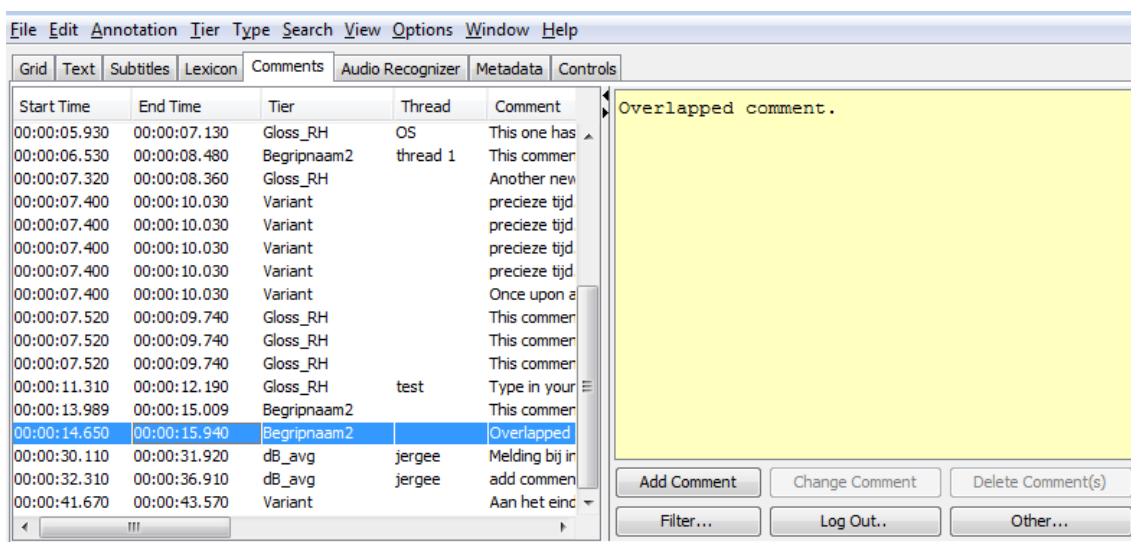 File Edit Annotation Tier Type Search View Options Window Help
Grid Text Subtitles Lexicon Comments Audio Recognizer Metadata Controls
Start Time End Time Tier Thread Comment
00:00:05.930 00:00:07.130 Gloss_RH OS This one has
00:00:06.530 00:00:08.480 Begripnaam2 thread 1 This commen
00:00:07.320 00:00:08.360 Gloss_RH Another new
00:00:07.400 00:00:10.030 Variant precieze tijd.
00:00:07.400 00:00:10.030 Variant precieze tijd.
00:00:07.400 00:00:10.030 Variant precieze tijd.
00:00:07.400 00:00:10.030 Variant precieze tijd.
00:00:07.400 00:00:10.030 Variant Once upon a
00:00:07.520 00:00:09.740 Gloss_RH This commen
00:00:07.520 00:00:09.740 Gloss_RH This commen
00:00:07.520 00:00:09.740 Gloss_RH This commen
00:00:11.310 00:00:12.190 Gloss_RH test Type in your
00:00:13.989 00:00:15.009 Begripnaam2 This commen
00:00:14.650 00:00:15.940 Begripnaam2 Overlapped
00:00:30.110 00:00:31.920 dB_avg jergee Melding bij in
00:00:32.310 00:00:36.910 dB_avg jergee add commen
00:00:41.670 00:00:43.570 Variant Aan het eind
Overlapped comment.
Add Comment Change Comment Delete Comment(s)
Filter... Log Out.. Other...